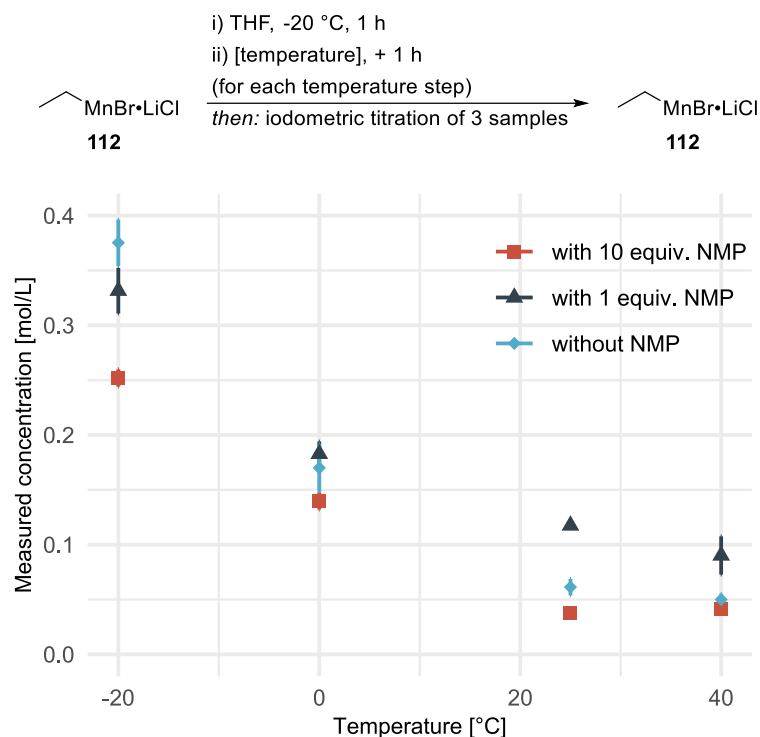 i) THF, -20 °C, 1 h
ii) [temperature], + 1 h
(for each temperature step)
then: iodometric titration of 3 samples
MnBr•LiCl
112
MnBr•LiCl
112
Measured concentration [mol/L]
0.4
0.3
0.2
0.1
0.0
with 10 equiv. NMP
with 1 equiv. NMP
without NMP
-20
0
20
40
Temperature [°C]